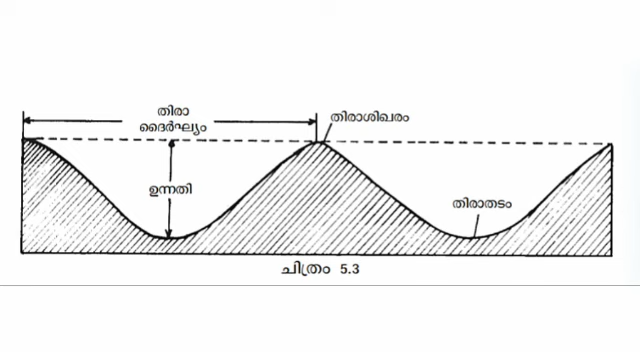 തിരാ
ദൈർഘ്യം
തിരാശിഖരം
ഉന്നതി
തിരാതടം
ചിത്രം 5.3